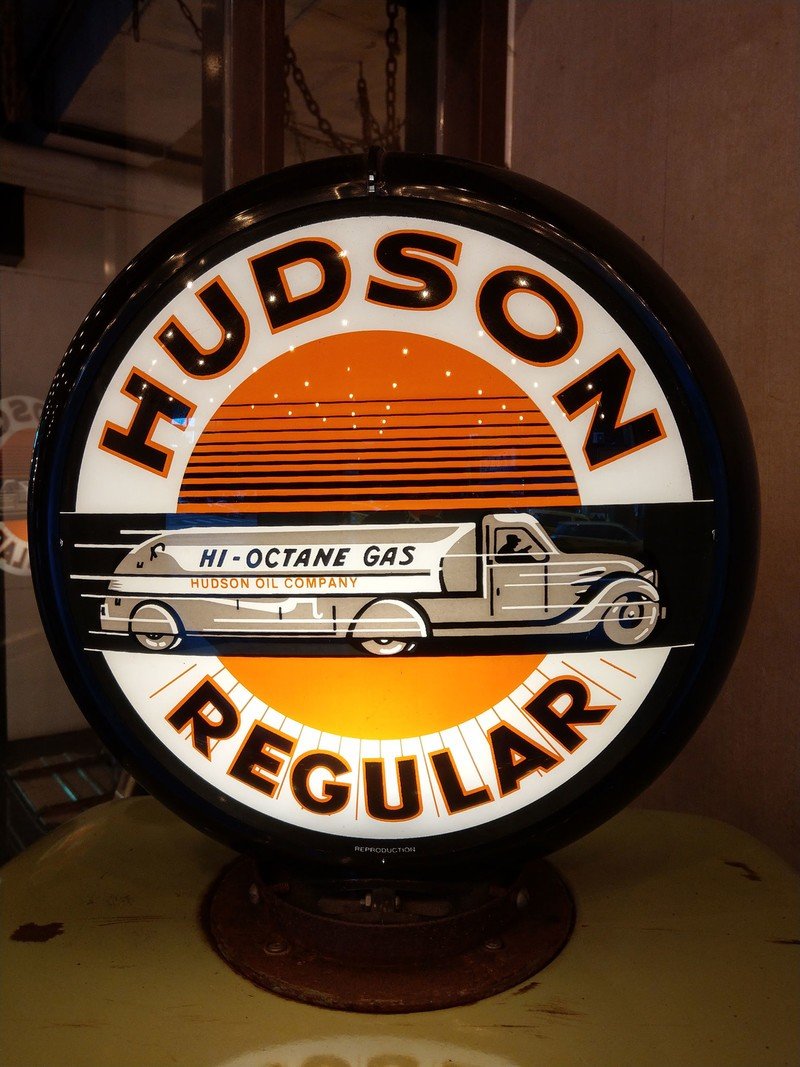 HUDSON
HI-OCTANE GAS
HUDSON OIL COMPANY
REGULAR
REPRODUCTION